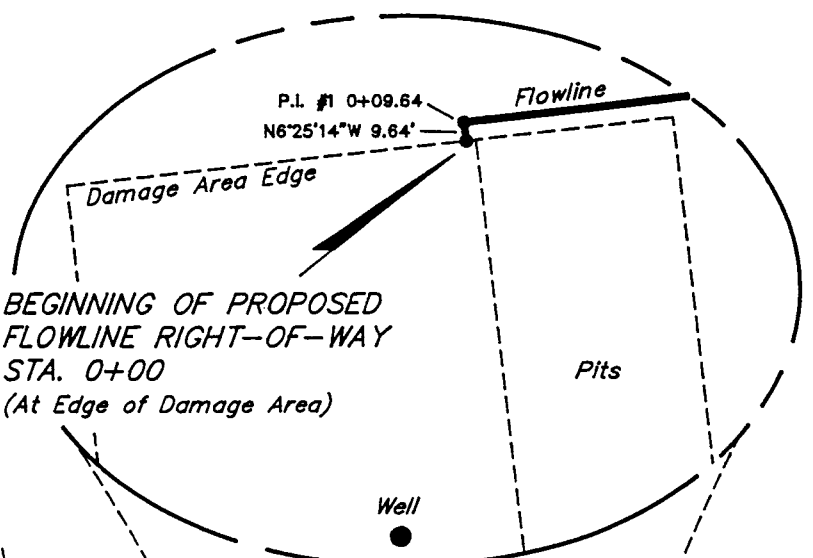 P.I. #1 0+09.64
Flowline
N6°25'14"W 9.64'
Damage Area Edge
BEGINNING OF PROPOSED
FLOWLINE RIGHT-OF-WAY
STA. 0+00
(At Edge of Damage Area)
Pits
Well